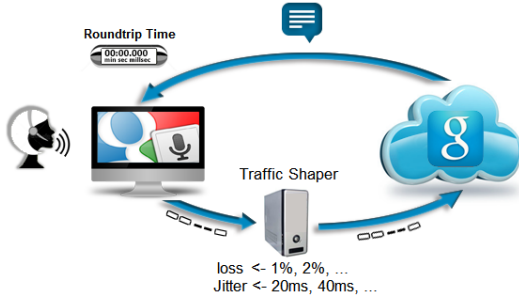 Roundtrip Time
00:00.000
min sec millsec
g
Traffic Shaper
loss <- 1%, 2%, ...
Jitter <- 20ms, 40ms, ...